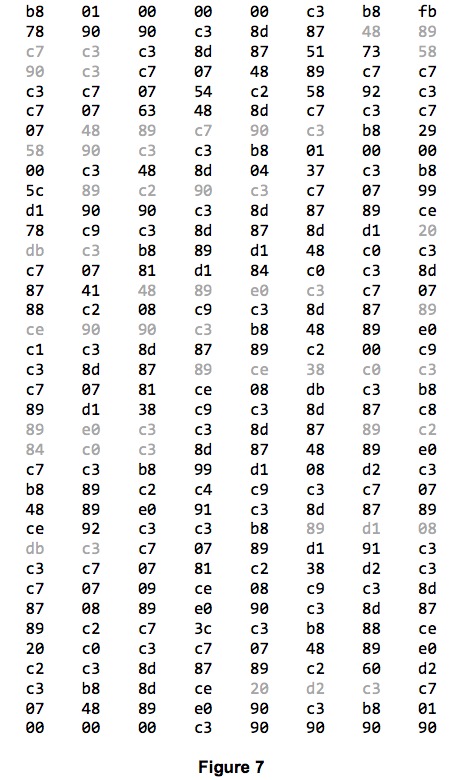 b8 01 00 00 00 c3 b8 fb
78 90 90 c3 8d 87 48 89
c7 c3 c3 8d 87 51 73 58
90 c3 c7 07 48 89 c7 c7
c3 c7 07 54 c2 58 92 c3
c7 07 63 48 8d c7 c3 c7
07 48 89 c7 90 c3 b8 29
58 90 c3 c3 b8 01 00 00
00 c3 48 8d 04 37 c3 b8
5c 89 c2 90 c3 c7 07 99
d1 90 90 c3 8d 87 89 ce
78 c9 c3 8d 87 8d d1 20
db c3 b8 89 d1 48 c0 c3
c7 07 81 d1 84 c0 c3 8d
87 41 48 89 e0 c3 c7 07
88 c2 08 c9 c3 8d 87 89
ce 90 90 c3 b8 48 89 e0
c1 c3 8d 87 89 c2 00 c9
c3 8d 87 89 ce 38 c0 c3
c7 07 81 ce 08 db c3 b8
89 d1 38 c9 c3 8d 87 c8
89 e0 c3 c3 8d 87 89 c2
84 c0 c3 8d 87 48 89 e0
c7 c3 b8 99 d1 08 d2 c3
b8 89 c2 c4 c9 c3 c7 07
48 89 e0 91 c3 8d 87 89
ce 92 c3 c3 b8 89 d1 08
db c3 c7 07 89 d1 91 c3
c3 c7 07 81 c2 38 d2 c3
c7 07 09 ce 08 c9 c3 8d
87 08 89 e0 90 c3 8d 87
89 c2 c7 3c c3 b8 88 ce
20 c0 c3 c7 07 48 89 e0
c2 c3 8d 87 89 c2 60 d2
c3 b8 8d ce 20 d2 c3 c7
07 48 89 e0 90 c3 b8 01
00 00 00 c3 90 90 90 90
Figure 7